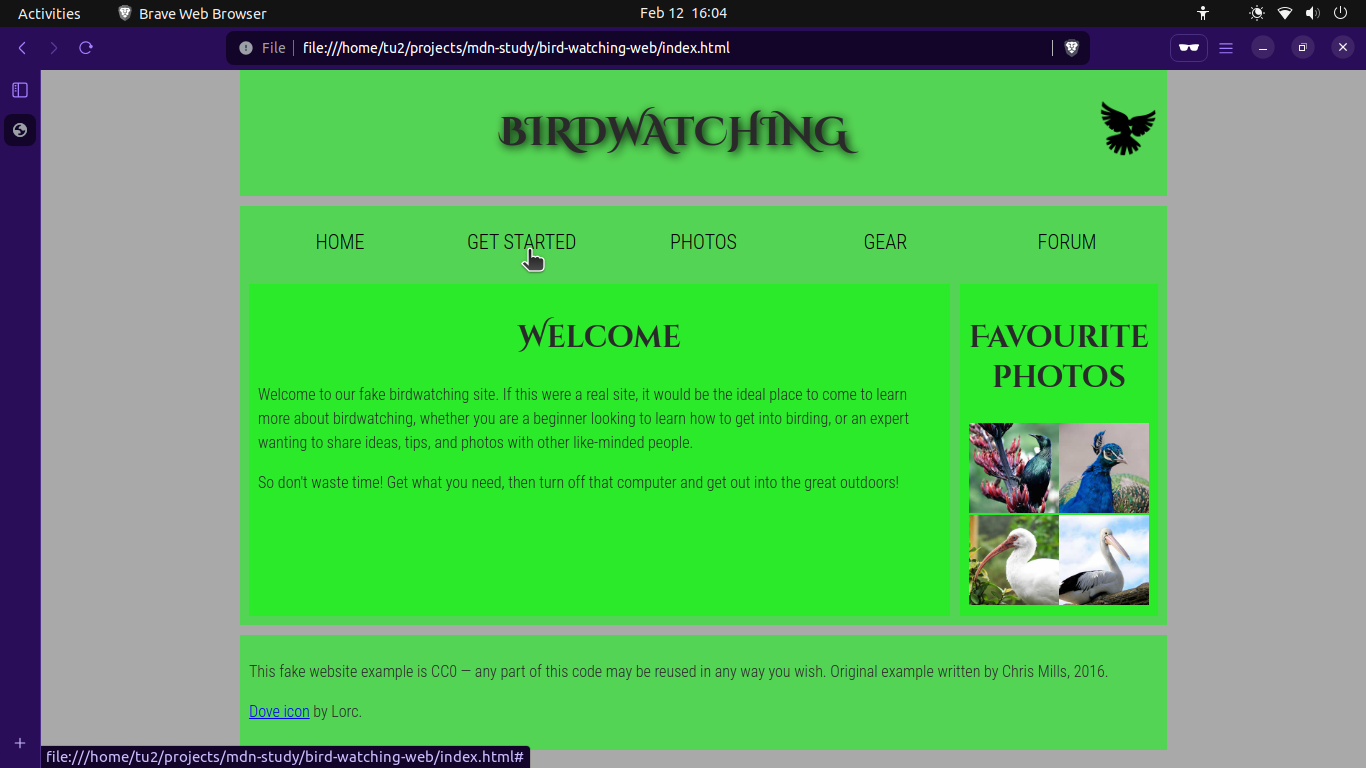 Activities
Brave Web Browser
Feb 12 16:04
File
file:///home/tu2/projects/mdn-study/bird-watching-web/index.html
BIRDWATCHING
HOME
GET STARTED
PHOTOS
GEAR
FORUM
Welcome
Welcome to our fake birdwatching site. If this were a real site, it would be the ideal place to come to learn
more about birdwatching, whether you are a beginner looking to learn how to get into birding, or an expert
wanting to share ideas, tips, and photos with other like-minded people.
So don't waste time! Get what you need, then turn off that computer and get out into the great outdoors!
Favourite
photos
This fake website example is CC0 — any part of this code may be reused in any way you wish. Original example written by Chris Mills, 2016.
Dove icon by Lorc.
file:///home/tu2/projects/mdn-study/bird-watching-web/index.html#